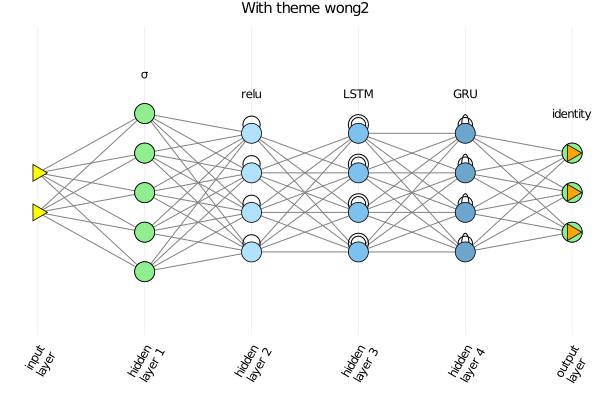 With theme wong2
σ
relu
LSTM
GRU
identity
input
layer
hidden
layer 1
hidden
layer 2
hidden
layer 3
hidden
layer 4
output
layer